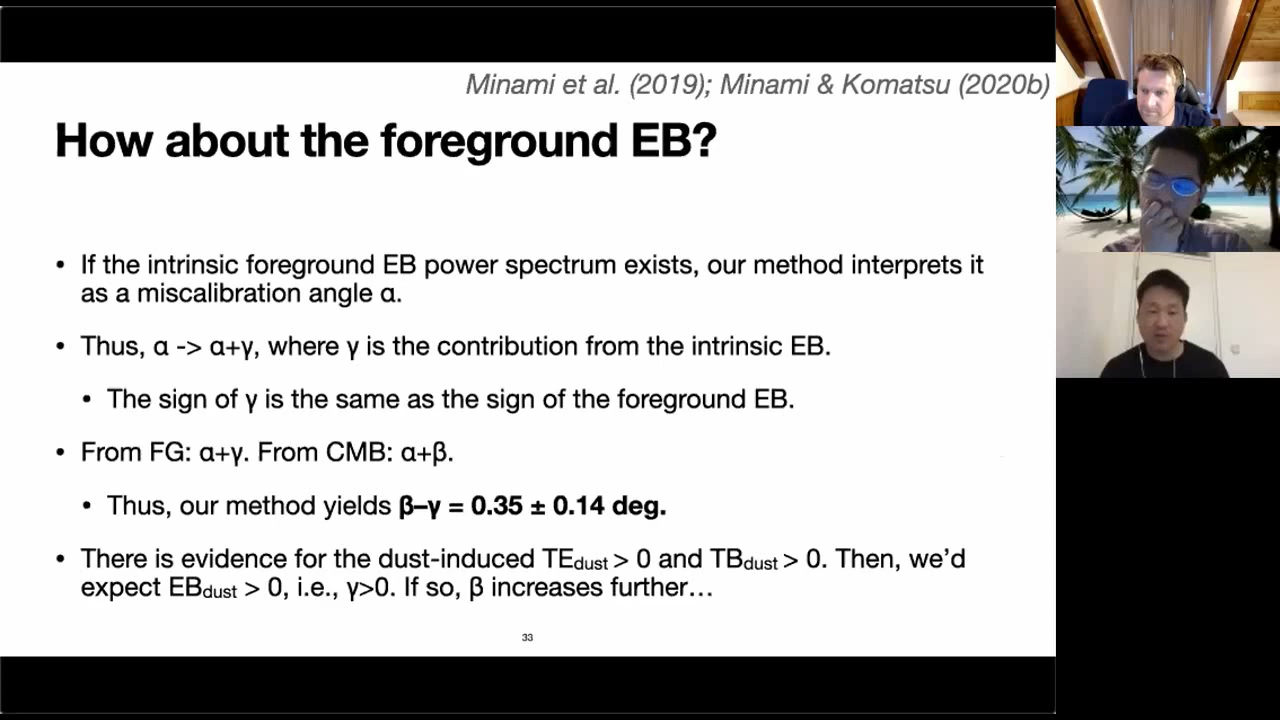 Minami et al. (2019); Minami & Komatsu (2020b)
How about the foreground EB?
• If the intrinsic foreground EB power spectrum exists, our method interprets it
as a miscalibration angle α.
• Thus, α -> α+γ, where γ is the contribution from the intrinsic EB.
• The sign of γ is the same as the sign of the foreground EB.
• From FG: α+γ. From CMB: α+β.
• Thus, our method yields β–γ = 0.35 ± 0.14 deg.
• There is evidence for the dust-induced TEdust > 0 and TBdust > 0. Then, we’d
expect EBdust > 0, i.e., γ>0. If so, β increases further…
33